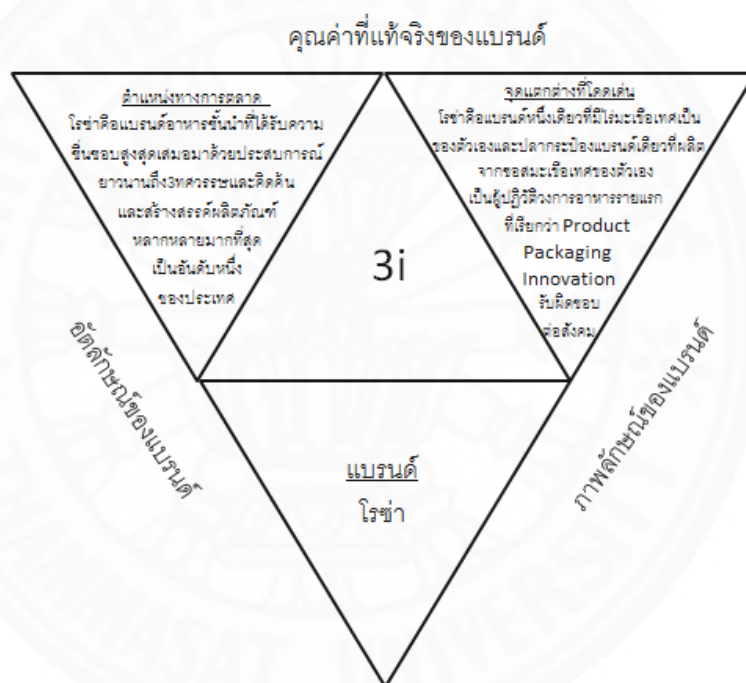 คุณค่าที่แท้จริงของแบรนด์
ตำแหน่งทางการตลาด
โรซ่าคือแบรนด์อาหารชั้นนำที่ได้รับความ
ชื่นชอบสูงสุดเสมอมาด้วยประสบการณ์
ยาวนานถึง3ทศวรรษและคิดค้น
และสร้างสรรค์ผลิตภัณฑ์
หลากหลายมากที่สุด
เป็นอันดับหนึ่ง
ของประเทศ
จุดแตกต่างที่โดดเด่น
โรซ่าคือแบรนด์หนึ่งเดียวที่มีไร่มะเขือเทศเป็น
ของตัวเองและปลากระป๋องแบรนด์เดียวที่ผลิต
จากซอสมะเขือเทศของตัวเอง
เป็นผู้ปฏิวัติวงการอาหารรายแรก
ที่เรียกว่า Product
Packaging
Innovation
รับผิดชอบ
ต่อสังคม
3i
อัตลักษณ์ของแบรนด์
ภาพลักษณ์ของแบรนด์
แบรนด์
โรซ่า
THAMMASAT UNIVERSITY